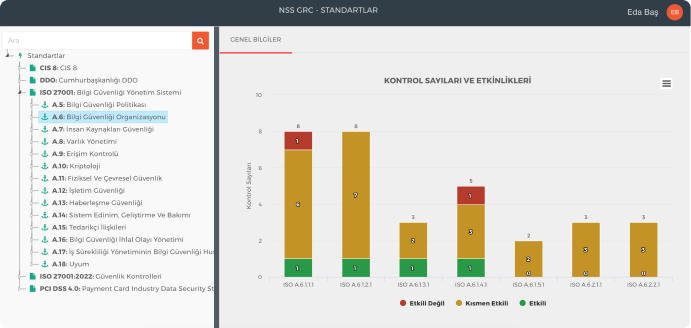 NSS GRC - STANDARTLAR
Eda Baş EB
Ara
Standartlar
CIS 8: CIS 8
DDO: Cumhurbaşkanlığı DDO
ISO 27001: Bilgi Güvenliği Yönetim Sistemi
A.5: Bilgi Güvenliği Politikası
A.6: Bilgi Güvenliği Organizasyonu
A.7: İnsan Kaynakları Güvenliği
A.8: Varlık Yönetimi
A.9: Erişim Kontrolü
A.10: Kriptoloji
A.11: Fiziksel Ve Çevresel Güvenlik
A.12: İşletim Güvenliği
A.13: Haberleşme Güvenliği
A.14: Sistem Edinim, Geliştirme Ve Bakımı
A.15: Tedarikçi İlişkileri
A.16: Bilgi Güvenliği İhlal Olayı Yönetimi
A.17: İş Sürekliliği Yönetiminin Bilgi Güvenliği Hus
A.18: Uyum
ISO 27001:2022: Güvenlik Kontrolleri
PCI DSS 4.0: Payment Card Industry Data Security St
GENEL BİLGİLER
KONTROL SAYILARI VE ETKİNLİKLERİ
Kontrol Sayıları
10
8
6
4
2
0
8 8 3 5 2 3 3
1 1
6 7 2 3 2 3 3
1 1 1 1 0 0 0
ISO A.6.1.1.1 ISO A.6.1.2.1 ISO A.6.1.3.1 ISO A.6.1.4.1 ISO A.6.1.5.1 ISO A.6.2.1.1 ISO A.6.2.2.1
Etkili Değil Kısmen Etkili Etkili